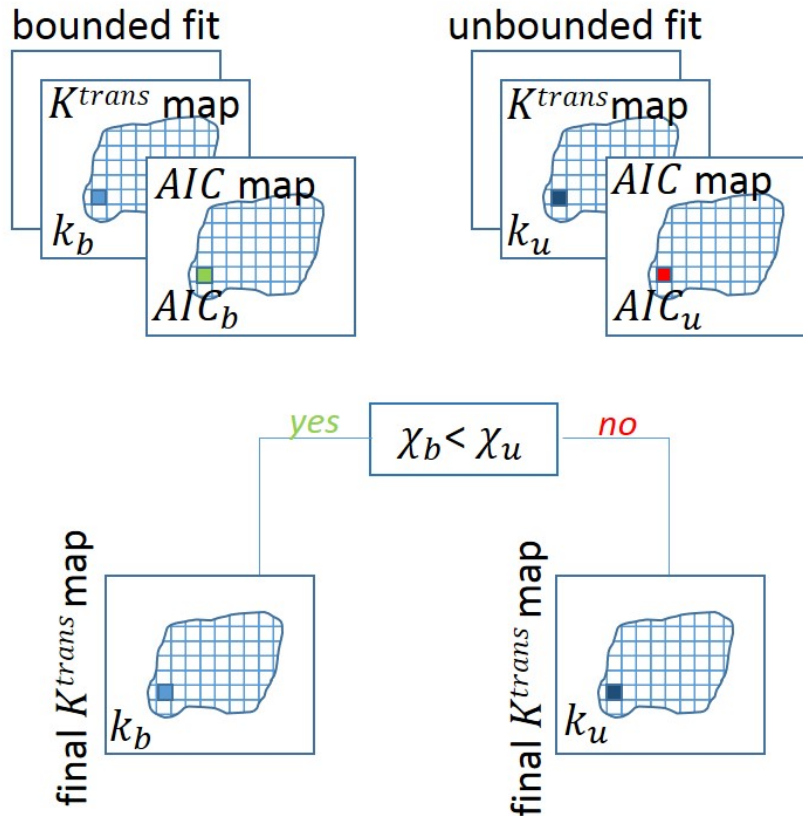 bounded fit
unbounded fit
K^trans map
K^trans map
AIC map
AIC map
k_b
k_u
AIC_b
AIC_u
yes
χ_b < χ_u
no
final K^trans map
final K^trans map
k_b
k_u